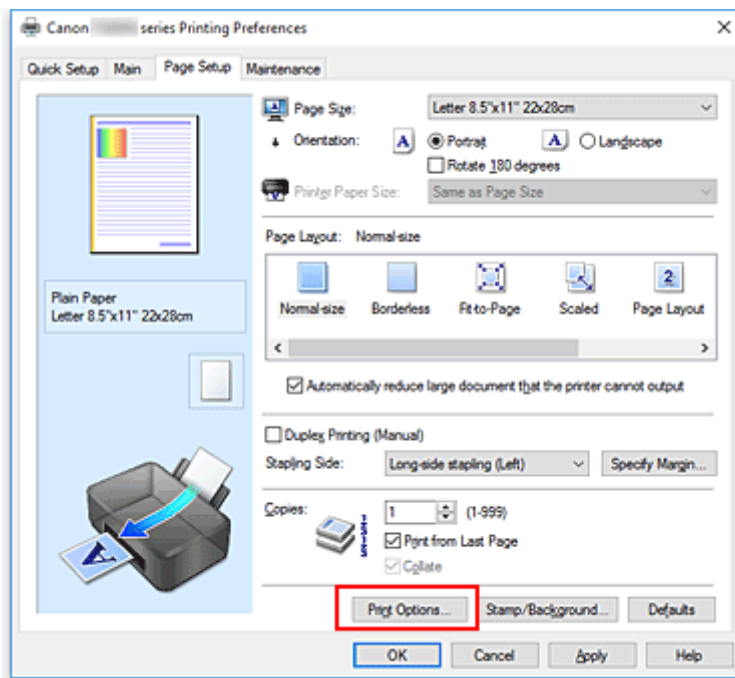 Canon series Printing Preferences
Quick Setup Main Page Setup Maintenance
Page Size: Letter 8.5"x11" 22x28cm
Orientation: A Portrait A Landscape
Rotate 180 degrees
Printer Paper Size: Same as Page Size
Page Layout: Normal-size
Normal-size Borderless Fit-to-Page Scaled Page Layout
2
Plain Paper
Letter 8.5"x11" 22x28cm
Automatically reduce large document that the printer cannot output
Duplex Printing (Manual)
Stapling Side: Long-side stapling (Left) Specify Margin...
Copies: 1 (1-999)
Print from Last Page
Collate
A
Print Options... Stamp/Background... Defaults
OK Cancel Apply Help